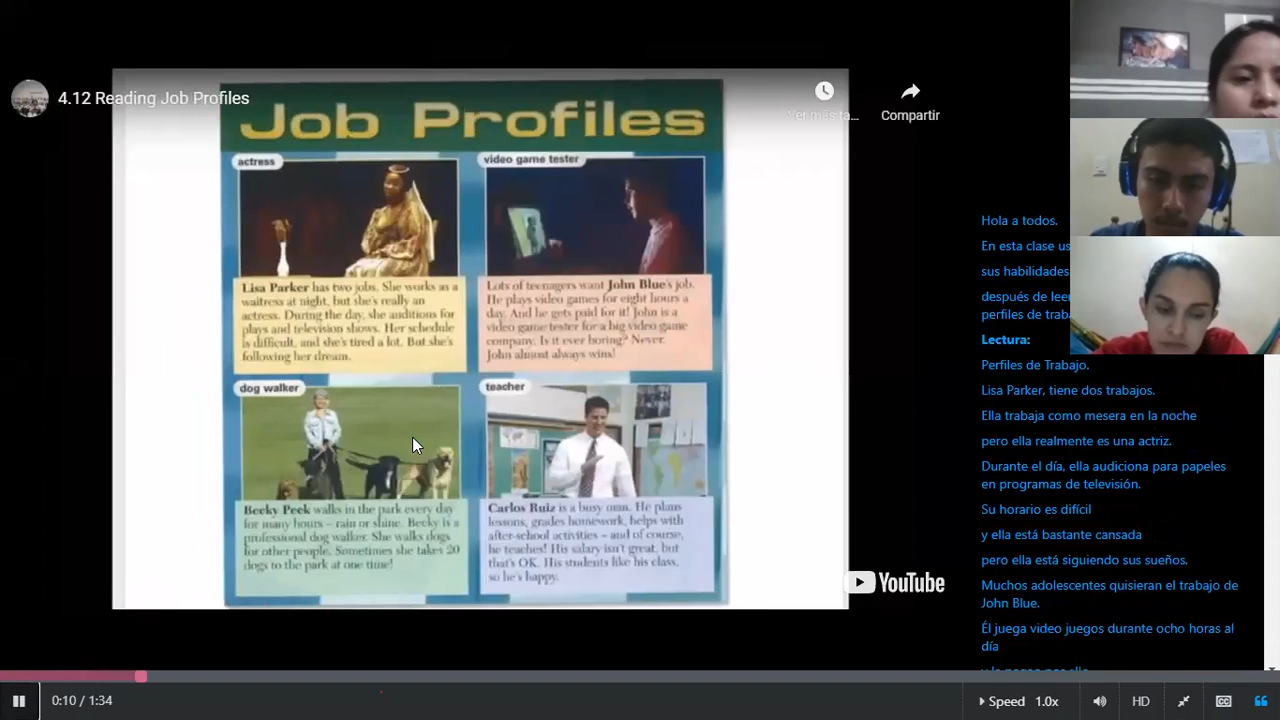 4.12 Reading Job Profiles
Compartir
Job Profiles
actress
video game tester
Lisa Parker has two jobs. She works as a
waitress at night, but she's really an
actress. During the day, she auditions for
plays and television shows. Her schedule
is difficult, and she's tired a lot. But she's
following her dream.
Lots of teenagers want John Blue's job.
He plays video games for eight hours a
day. And he gets paid for it! John is a
video game tester for a big video game
company. Is it ever boring? Never.
John almost always wins!
dog walker
teacher
Becky Peek walks in the park every day
for many hours – rain or shine. Becky is a
professional dog walker. She walks dogs
for other people. Sometimes she takes 20
dogs to the park at one time!
Carlos Ruiz is a busy man. He plans
lessons, grades homework, helps with
after-school activities – and of course,
he teaches! His salary isn't great, but
that's OK. His students like his class,
so he's happy.
YouTube
Hola a todos.
En esta clase
sus habilidades
después de
perfiles de
Lectura:
Perfiles de Trabajo.
Lisa Parker, tiene dos trabajos.
Ella trabaja como mesera en la noche
pero ella realmente es una actriz.
Durante el día, ella audiciona para papeles
en programas de televisión.
Su horario es difícil
y ella está bastante cansada
pero ella está siguiendo sus sueños.
Muchos adolescentes quisieran el trabajo de
John Blue.
Él juega video juegos durante ocho horas al
día
0:10 / 1:34
Speed 1.0x
HD
CC